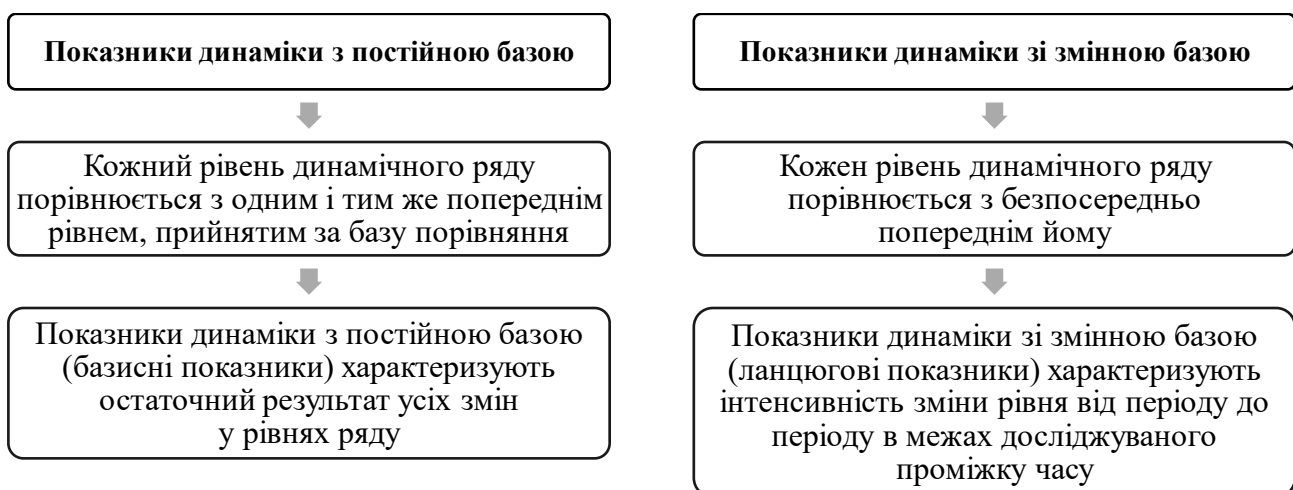 Показники динаміки з постійною базою
Кожний рівень динамічного ряду
порівнюється з одним і тим же попереднім
рівнем, прийнятим за базу порівняння
Показники динаміки з постійною базою
(базисні показники) характеризують
остаточний результат усіх змін
у рівнях ряду
Показники динаміки зі змінною базою
Кожен рівень динамічного ряду
порівнюється з безпосередньо
попереднім йому
Показники динаміки зі змінною базою
(ланцюгові показники) характеризують
інтенсивність зміни рівня від періоду до
періоду в межах досліджуваного
проміжку часу